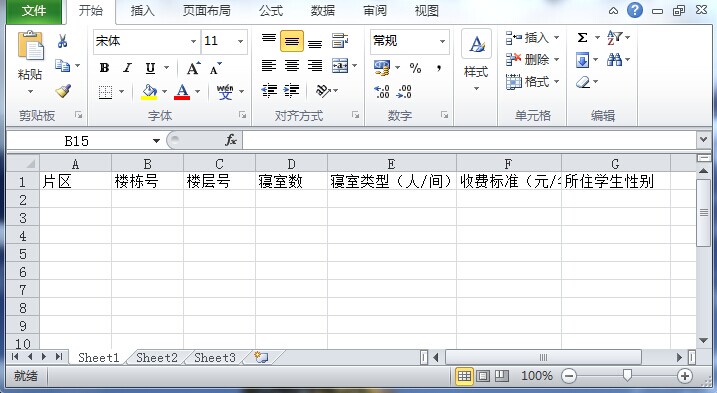 文件 开始 插入 页面布局 公式 数据 审阅 视图
宋体 11 常规 插入
粘贴 B I U A A % , 样式 删除
A wén 文 .0 .00 .00 .0 格式
剪贴板 字体 对齐方式 数字 单元格 编辑
B15 fx
A B C D E F G
1 片区 楼栋号 楼层号 寝室数 寝室类型（人/间） 收费标准（元/ 所住学生性别
2
3
4
5
6
7
8
9
10
Sheet1 Sheet2 Sheet3
就绪 100%